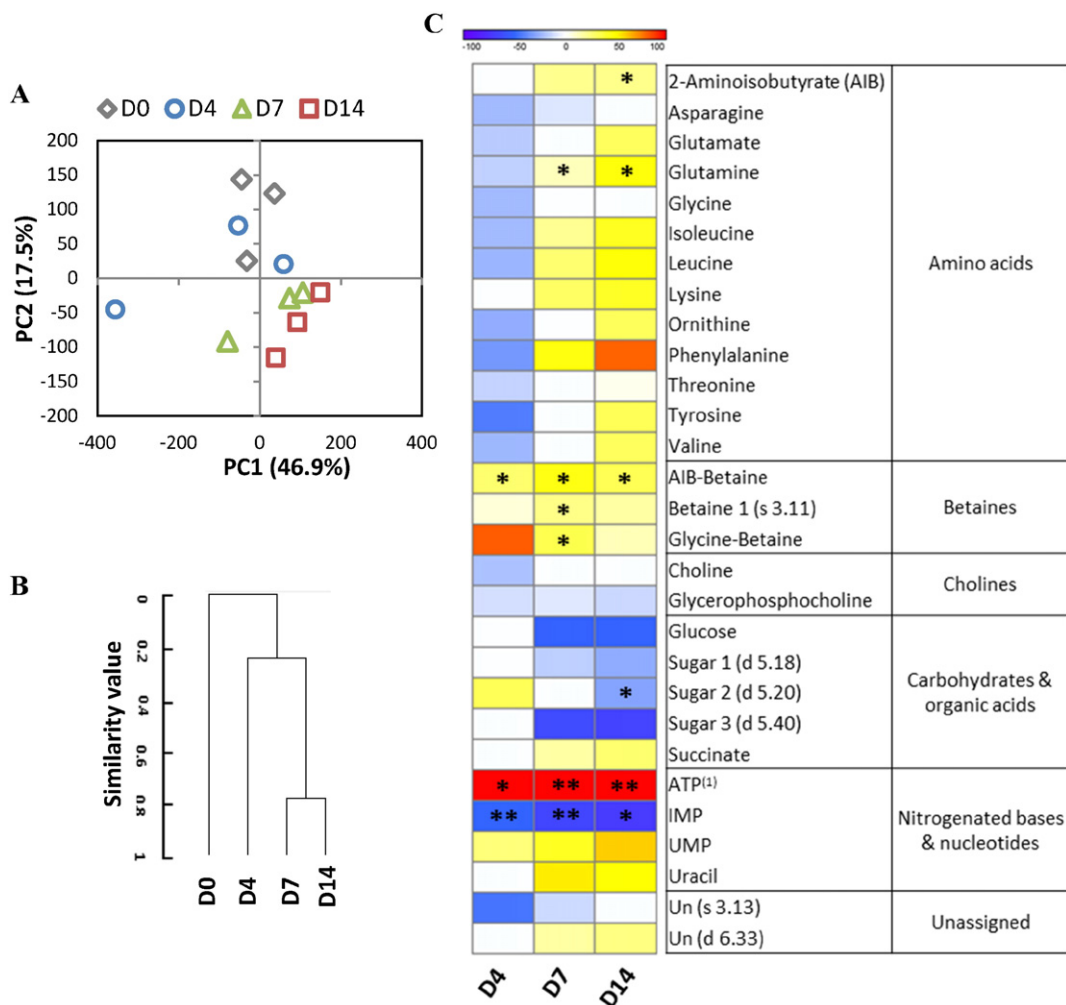 A
D0 D4 D7 D14
200
150
100
50
0
-50
-100
-150
-200
-400 -200 0 200 400
PC2 (17.5%)
PC1 (46.9%)
B
0
0.2
0.4
0.6
0.8
1
Similarity value
D0 D4 D7 D14
C
-100 -50 0 50 100
* 2-Aminoisobutyrate (AIB)
Asparagine
Glutamate
* * Glutamine
Glycine
Isoleucine
Leucine
Lysine
Ornithine
Phenylalanine
Threonine
Tyrosine
Valine
Amino acids
* * * AIB-Betaine
* Betaine 1 (s 3.11)
* Glycine-Betaine
Betaines
Choline
Glycerophosphocholine
Cholines
Glucose
Sugar 1 (d 5.18)
* Sugar 2 (d 5.20)
Sugar 3 (d 5.40)
Succinate
Carbohydrates &
organic acids
* ** ** ATP(1)
** ** * IMP
UMP
Uracil
Nitrogenated bases
& nucleotides
Un (s 3.13)
Un (d 6.33)
Unassigned
D4 D7 D14